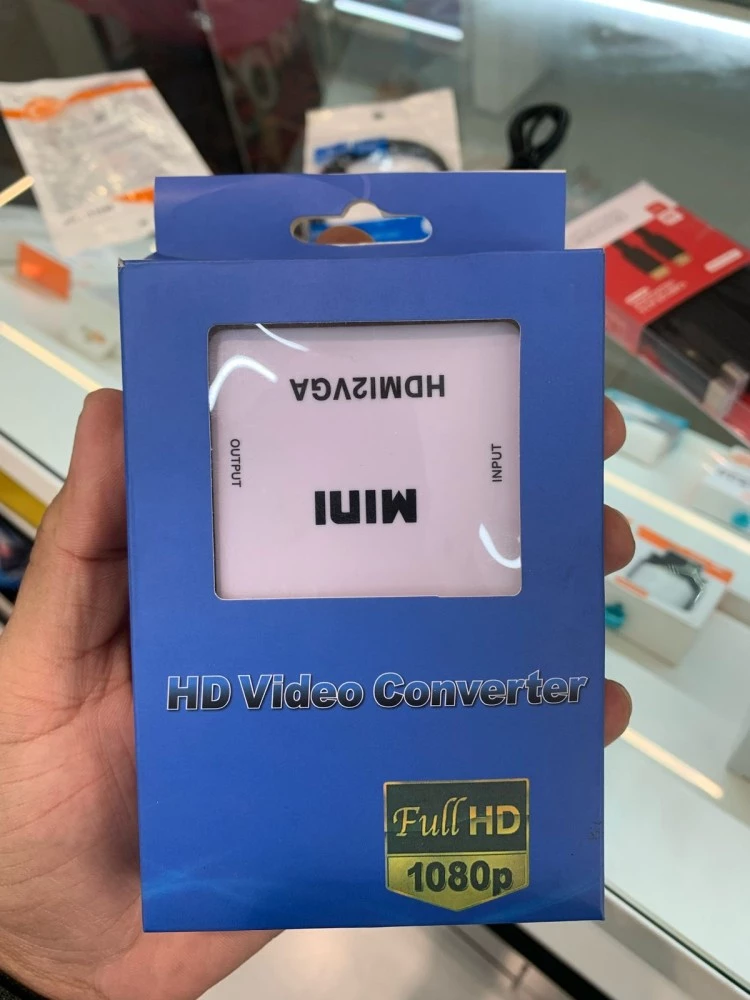 HDMI2VGA
OUTPUT
INPUT
MINI
HD Video Converter
Full HD
1080p